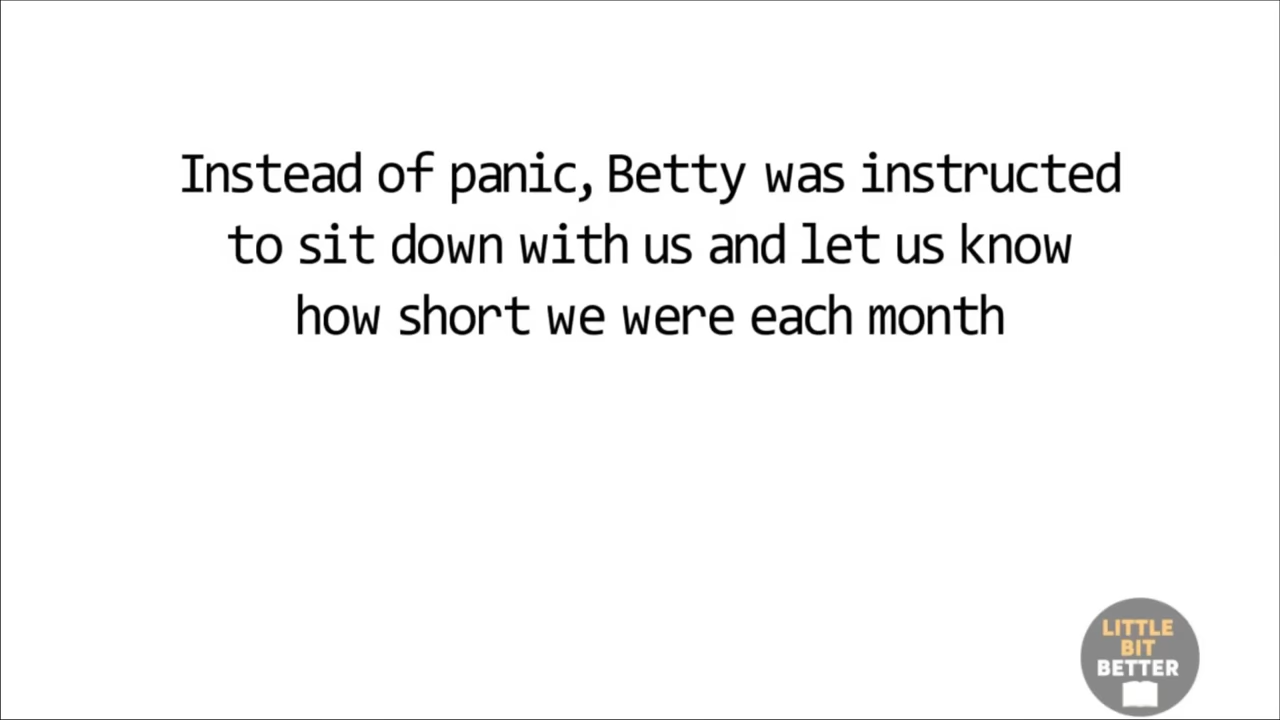 Instead of panic, Betty was instructed
to sit down with us and let us know
how short we were each month
LITTLE
BIT
BETTER